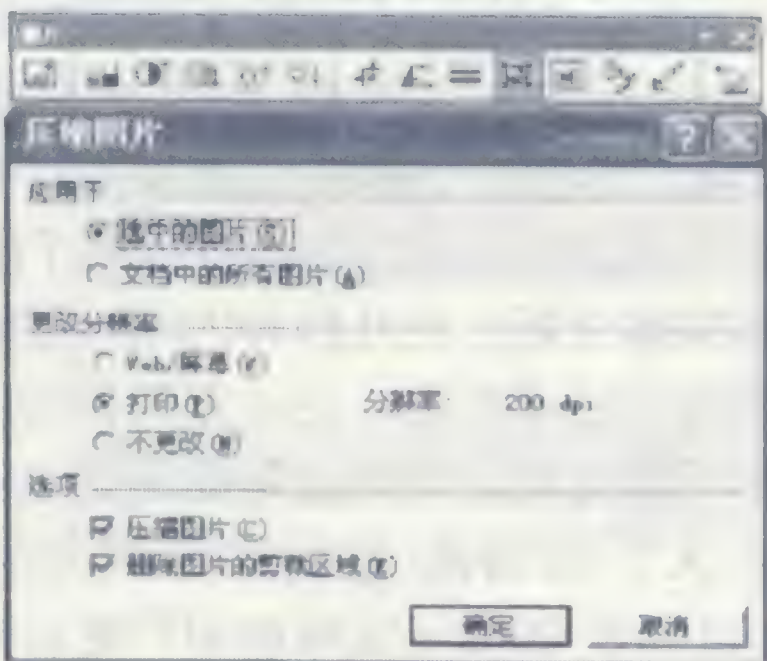 图片
压缩图片
应用于
选中的图片(S)
文档中的所有图片(A)
更改分辨率
Web/屏幕(W)
打印(P) 分辨率: 200 dpi
不更改(N)
选项
压缩图片(C)
删除图片的剪裁区域(D)
确定 取消